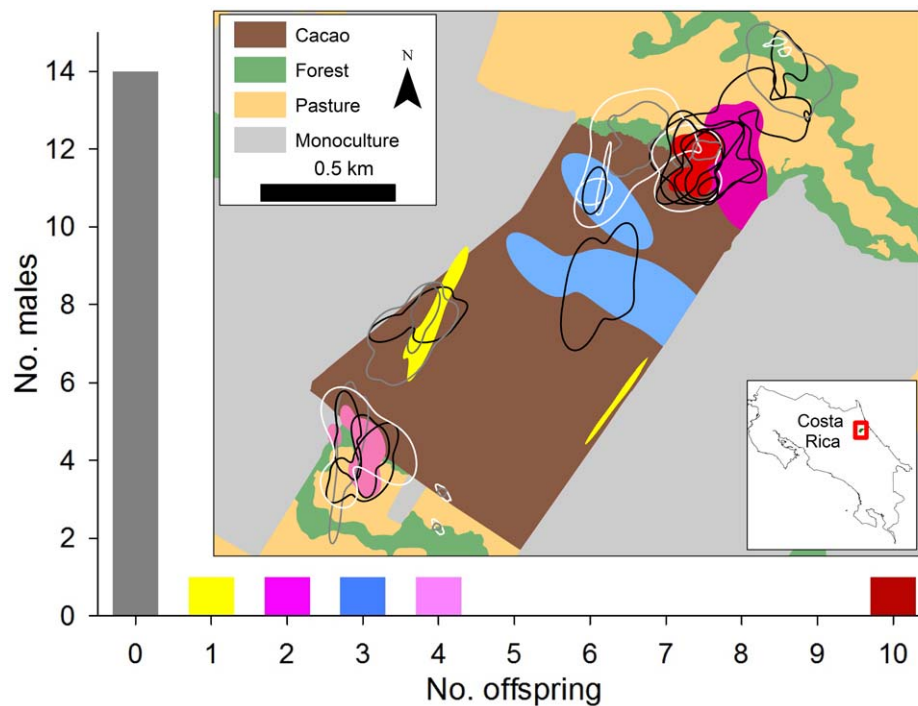 Cacao
Forest
Pasture
Monoculture
0.5 km
N
Costa
Rica
No. males
14
12
10
8
6
4
2
0
0 1 2 3 4 5 6 7 8 9 10
No. offspring